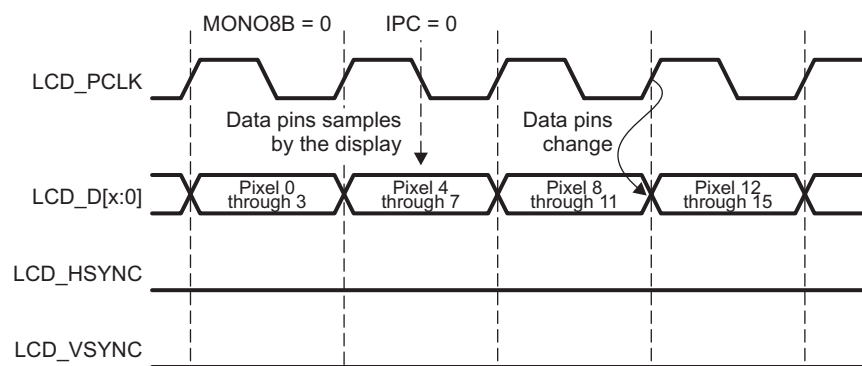 MONO8B = 0 IPC = 0
LCD_PCLK
Data pins samples
by the display
Data pins
change
LCD_D[x:0]
Pixel 0
through 3
Pixel 4
through 7
Pixel 8
through 11
Pixel 12
through 15
LCD_HSYNC
LCD_VSYNC